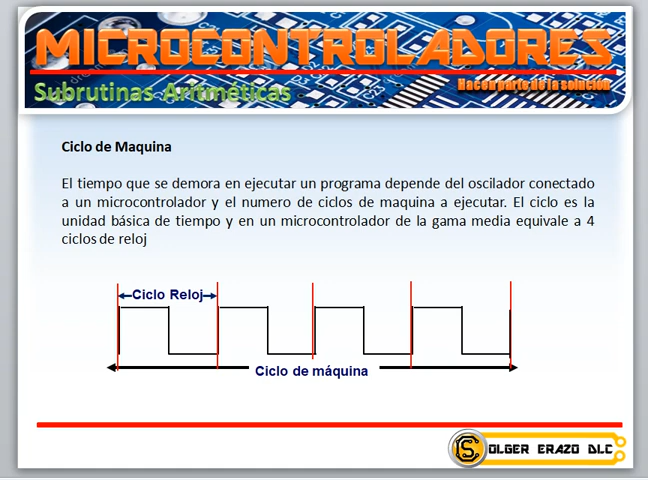 MICROCONTROLADORES
Subrutinas Aritméticas
Hacen parte de la solución
Ciclo de Maquina
El tiempo que se demora en ejecutar un programa depende del oscilador conectado
a un microcontrolador y el numero de ciclos de maquina a ejecutar. El ciclo es la
unidad básica de tiempo y en un microcontrolador de la gama media equivale a 4
ciclos de reloj
Ciclo Reloj
Ciclo de máquina
OLGER ERAZO DLC